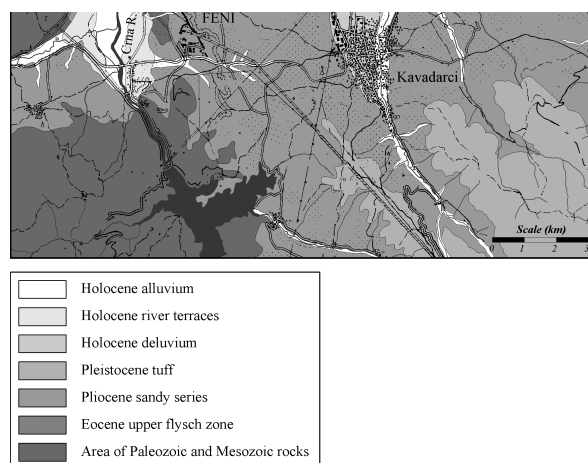 FENI
Crna R.
Kavadarci
Scale (km)
0 1 2 3
Holocene alluvium
Holocene river terraces
Holocene deluvium
Pleistocene tuff
Pliocene sandy series
Eocene upper flysch zone
Area of Paleozoic and Mesozoic rocks